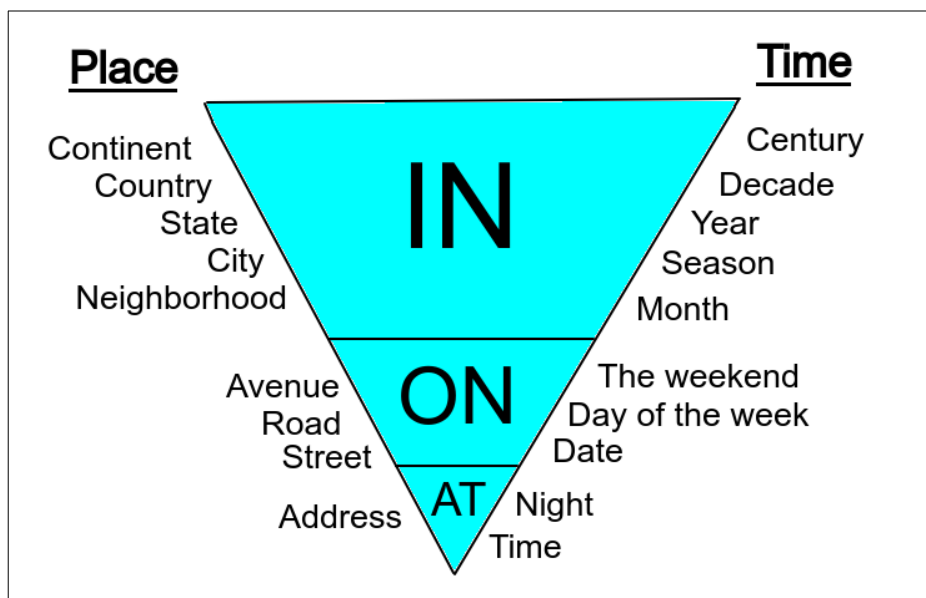 Place
Time
Continent
Country
State
City
Neighborhood
IN
Century
Decade
Year
Season
Month
Avenue
Road
Street
ON
The weekend
Day of the week
Date
Address
AT
Night
Time